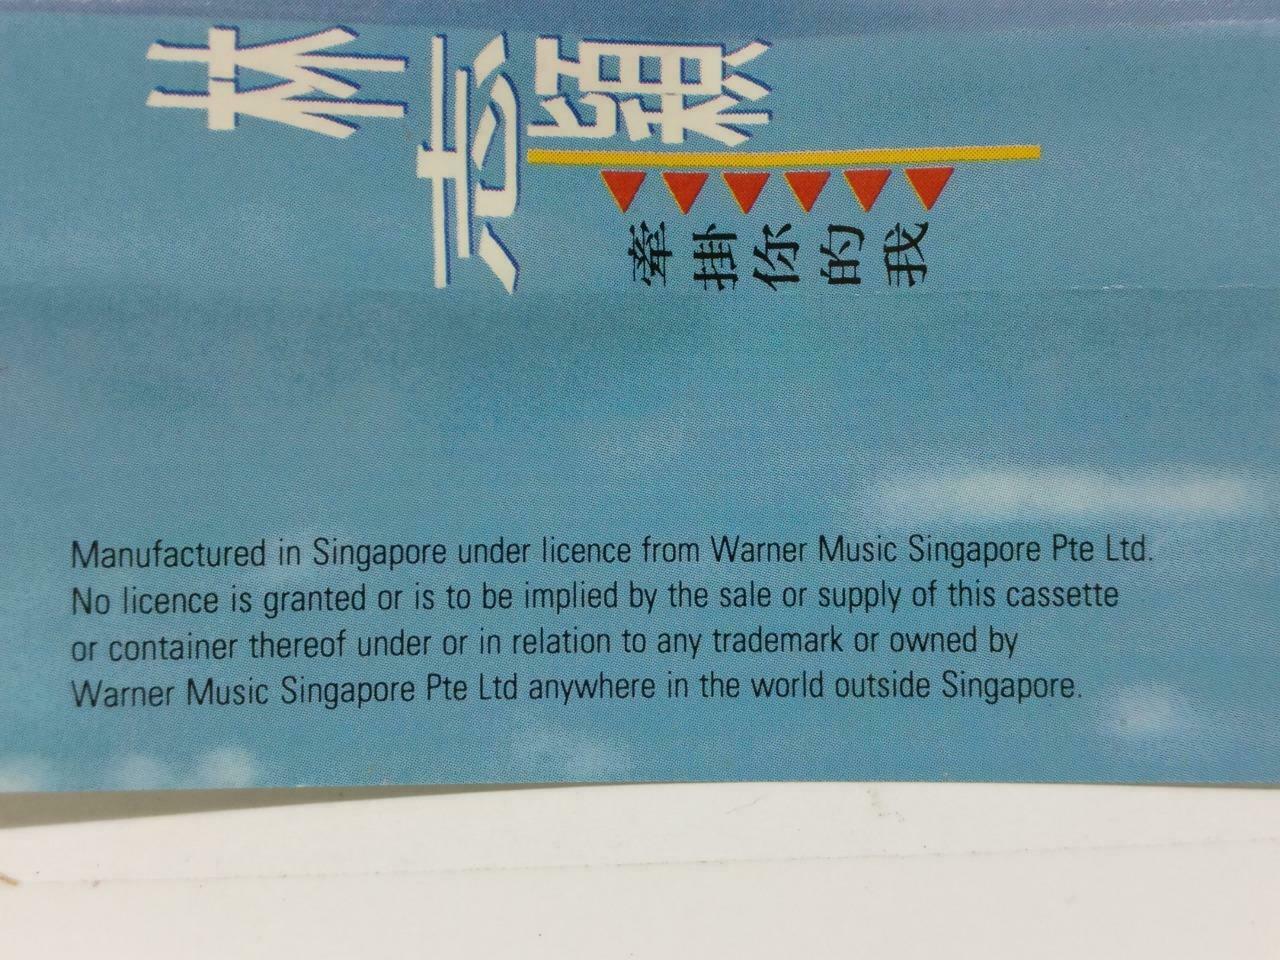 林志穎
牽掛你的我
Manufactured in Singapore under licence from Warner Music Singapore Pte Ltd.
No licence is granted or is to be implied by the sale or supply of this cassette
or container thereof under or in relation to any trademark or owned by
Warner Music Singapore Pte Ltd anywhere in the world outside Singapore.